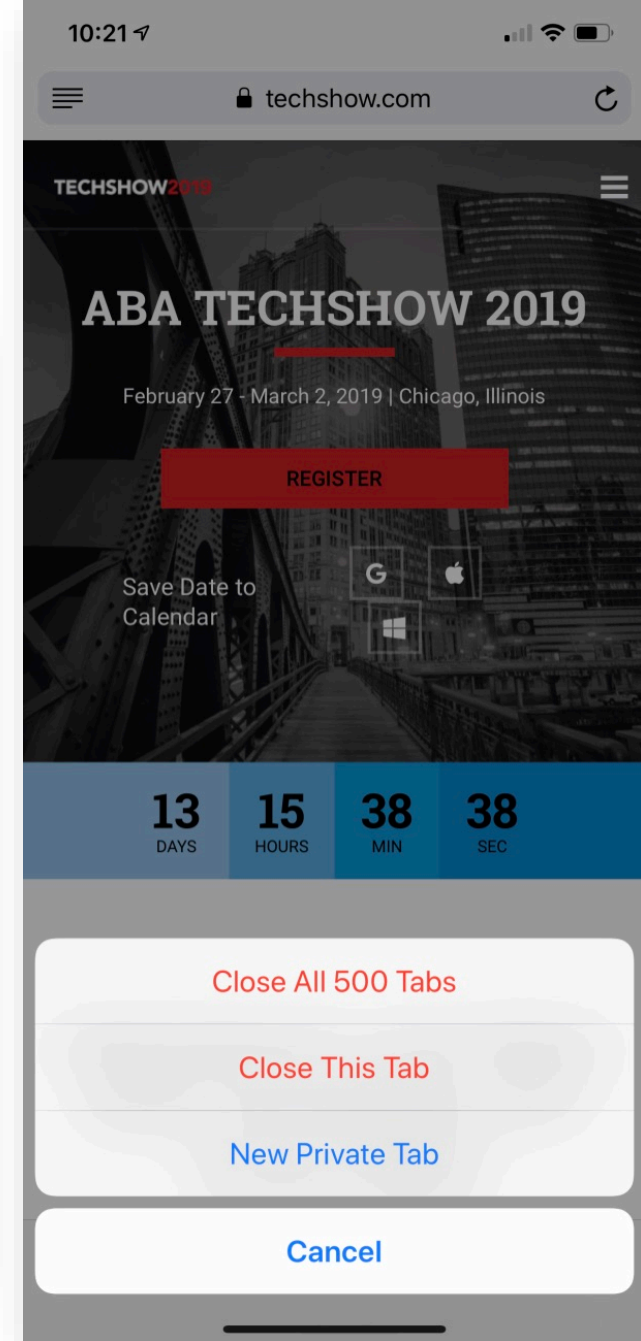 10:21
techshow.com
TECHSHOW2019
ABA TECHSHOW 2019
February 27 - March 2, 2019 | Chicago, Illinois
REGISTER
Save Date to
Calendar
G
13 15 38 38
DAYS HOURS MIN SEC
Close All 500 Tabs
Close This Tab
New Private Tab
Cancel